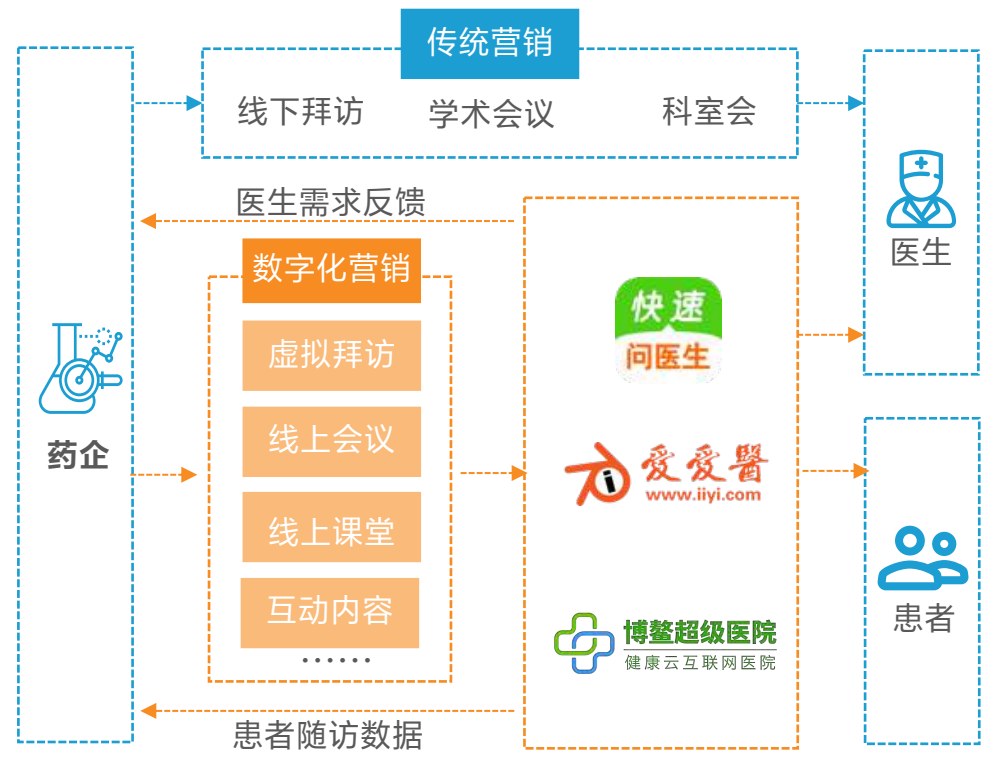 传统营销
线下拜访
学术会议
科室会
医生
医生需求反馈
数字化营销
虚拟拜访
线上会议
线上课堂
互动内容
······
药企
快速
问医生
爱爱醫
www.iiyi.com
博鳌超级医院
健康云互联网医院
患者
患者随访数据